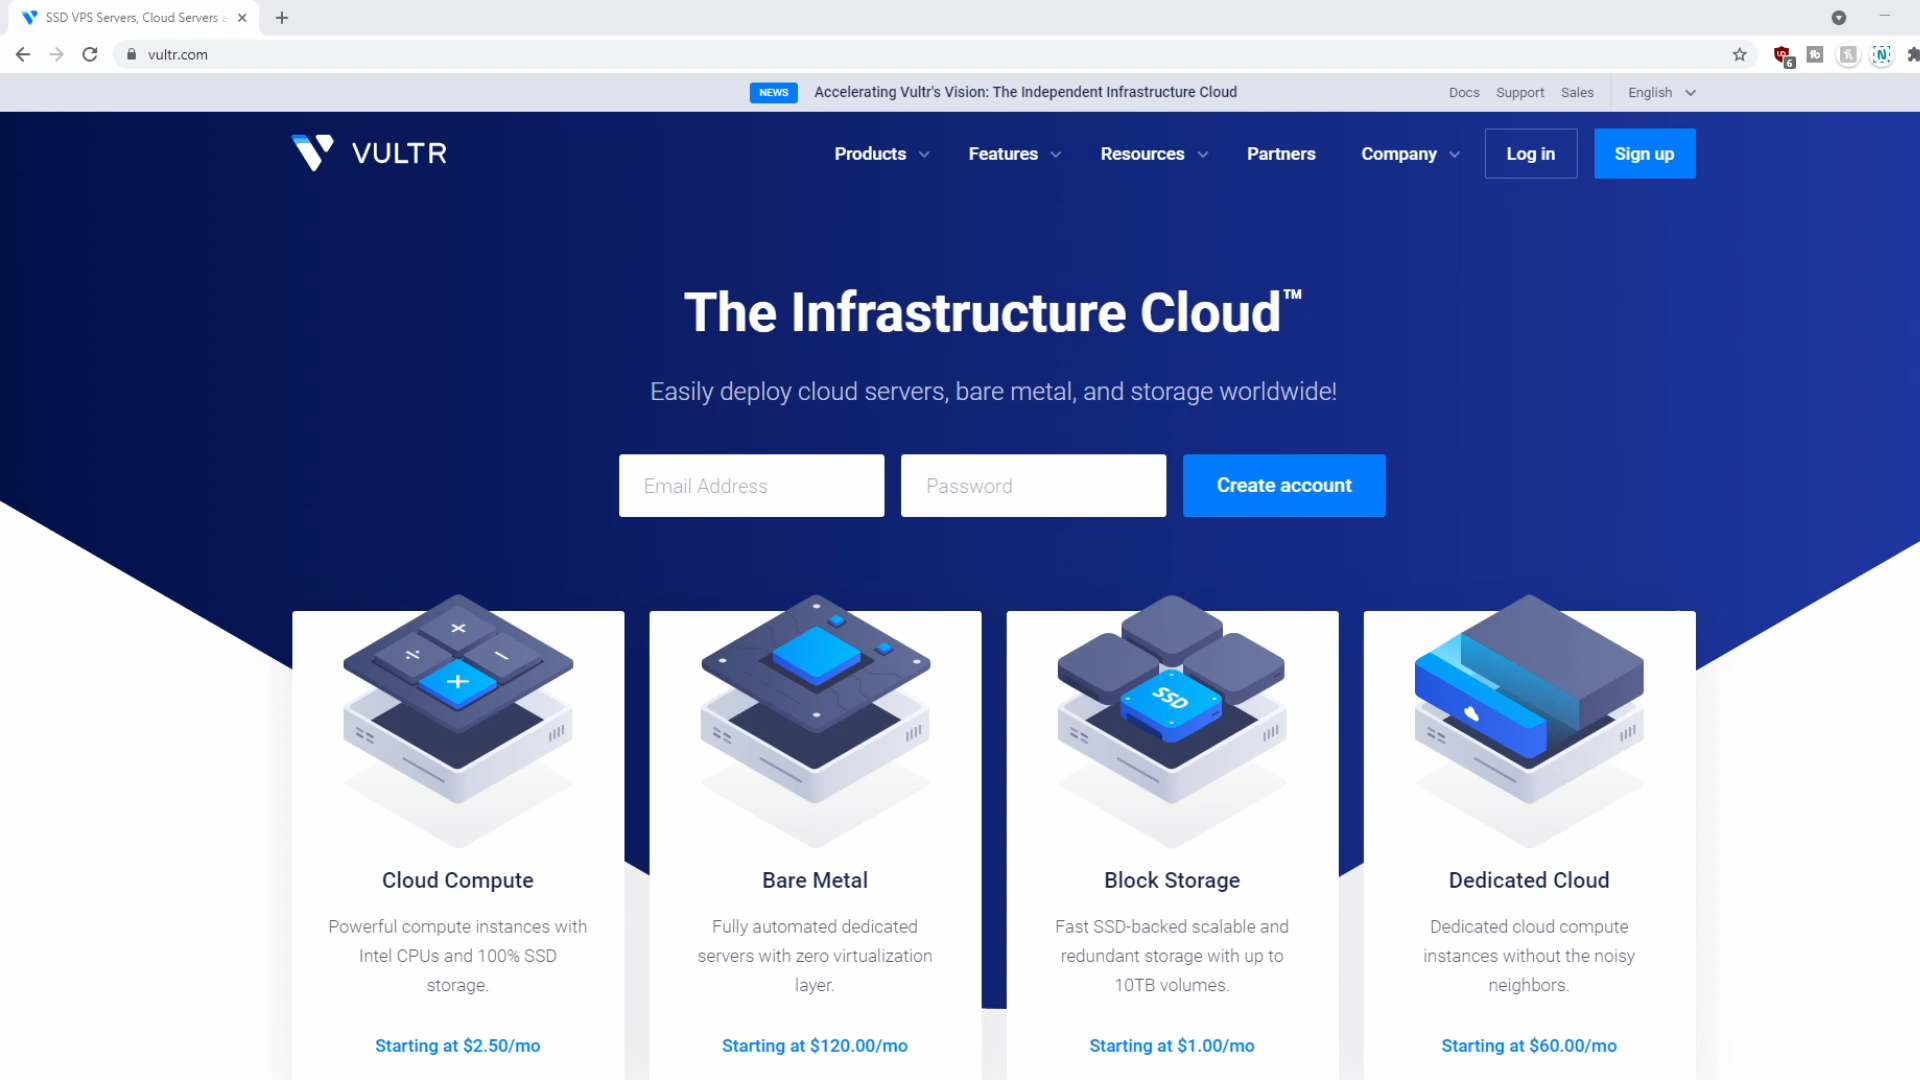 SSD VPS Servers, Cloud Servers a
vultr.com
6
NEWS Accelerating Vultr's Vision: The Independent Infrastructure Cloud
Docs Support Sales English
VULTR
Products Features Resources Partners Company Log in Sign up
The Infrastructure Cloud™
Easily deploy cloud servers, bare metal, and storage worldwide!
Email Address Password Create account
SSD
Cloud Compute
Powerful compute instances with
Intel CPUs and 100% SSD
storage.
Starting at $2.50/mo
Bare Metal
Fully automated dedicated
servers with zero virtualization
layer.
Starting at $120.00/mo
Block Storage
Fast SSD-backed scalable and
redundant storage with up to
10TB volumes.
Starting at $1.00/mo
Dedicated Cloud
Dedicated cloud compute
instances without the noisy
neighbors.
Starting at $60.00/mo